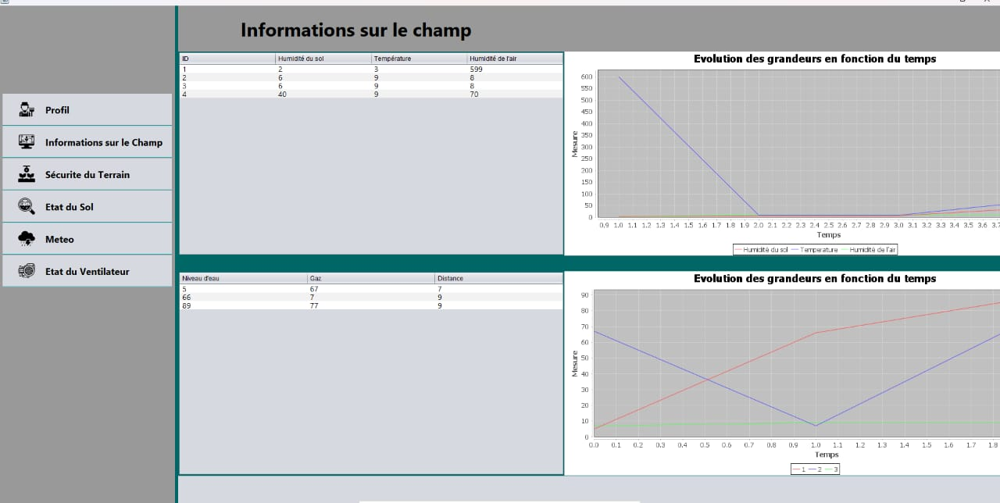 Informations sur le champ
Profil
Informations sur le Champ
Sécurite du Terrain
Etat du Sol
Meteo
Etat du Ventilateur
ID Humidité du sol Température Humidité de l'air
1 2 3 599
2 6 9 8
3 6 9 8
4 40 9 70
Evolution des grandeurs en fonction du temps
Mesure
600
550
500
450
400
350
300
250
200
150
100
50
0
0.9 1.0 1.1 1.2 1.3 1.4 1.5 1.6 1.7 1.8 1.9 2.0 2.1 2.2 2.3 2.4 2.5 2.6 2.7 2.8 2.9 3.0 3.1 3.2 3.3 3.4 3.5 3.6 3.7
Temps
Humidité du sol Temperature Humidité de l'air
Niveau d'eau Gaz Distance
5 67 7
66 7 9
89 77 9
Evolution des grandeurs en fonction du temps
Mesure
90
80
70
60
50
40
30
20
10
0
0.0 0.1 0.2 0.3 0.4 0.5 0.6 0.7 0.8 0.9 1.0 1.1 1.2 1.3 1.4 1.5 1.6 1.7 1.8
Temps
1 2 3